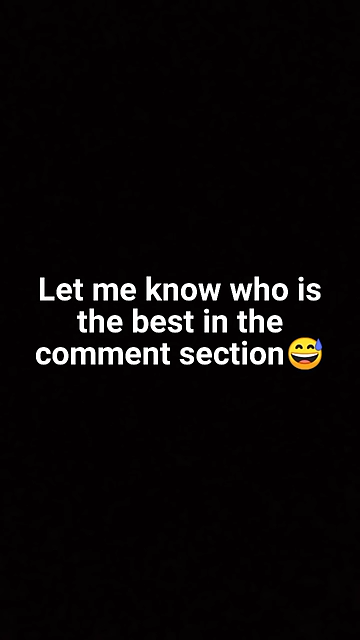 Let me know who is
the best in the
comment section😅